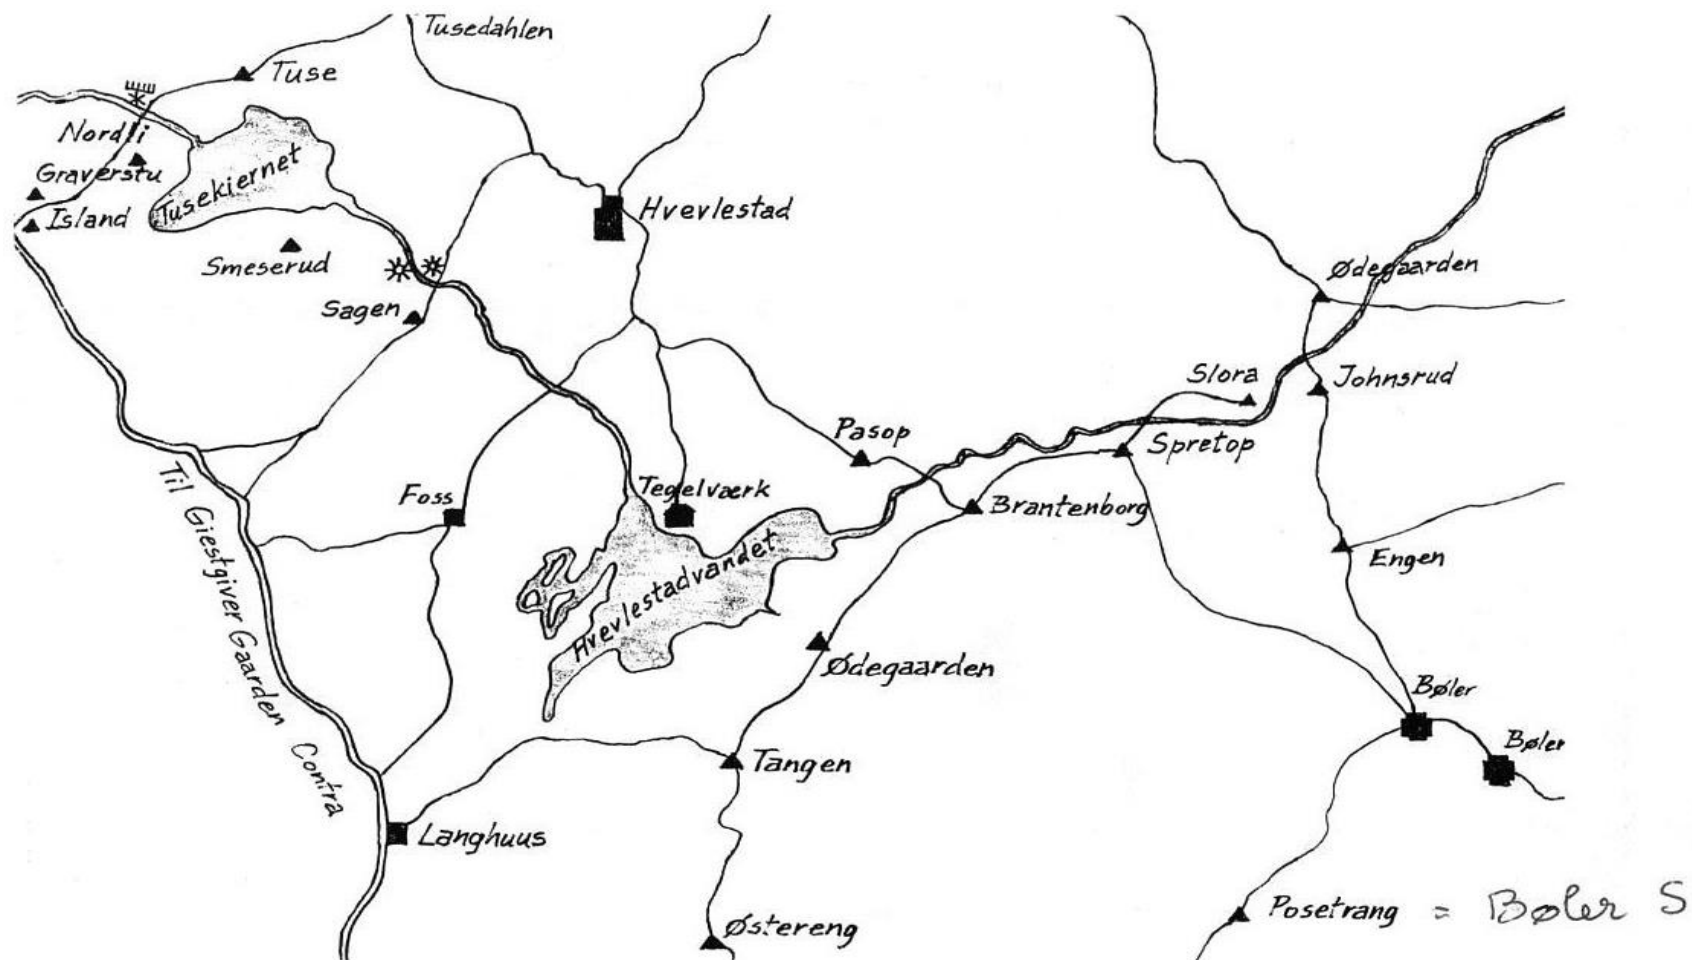 Tusedahlen
Tuse
Nordli
Graverstu
Island
Tusekiernet
Smeserud
Sagen
Hvevlestad
Ødegaarden
Slora
Johnsrud
Pasop
Spretop
Foss
Tegelværk
Brantenborg
Engen
Til Giestgiver Gaarden Contra
Hvevlestadvandet
Ødegaarden
Bøler
Bøler
Tangen
Langhuus
Østereng
Posetrang = Bøler S